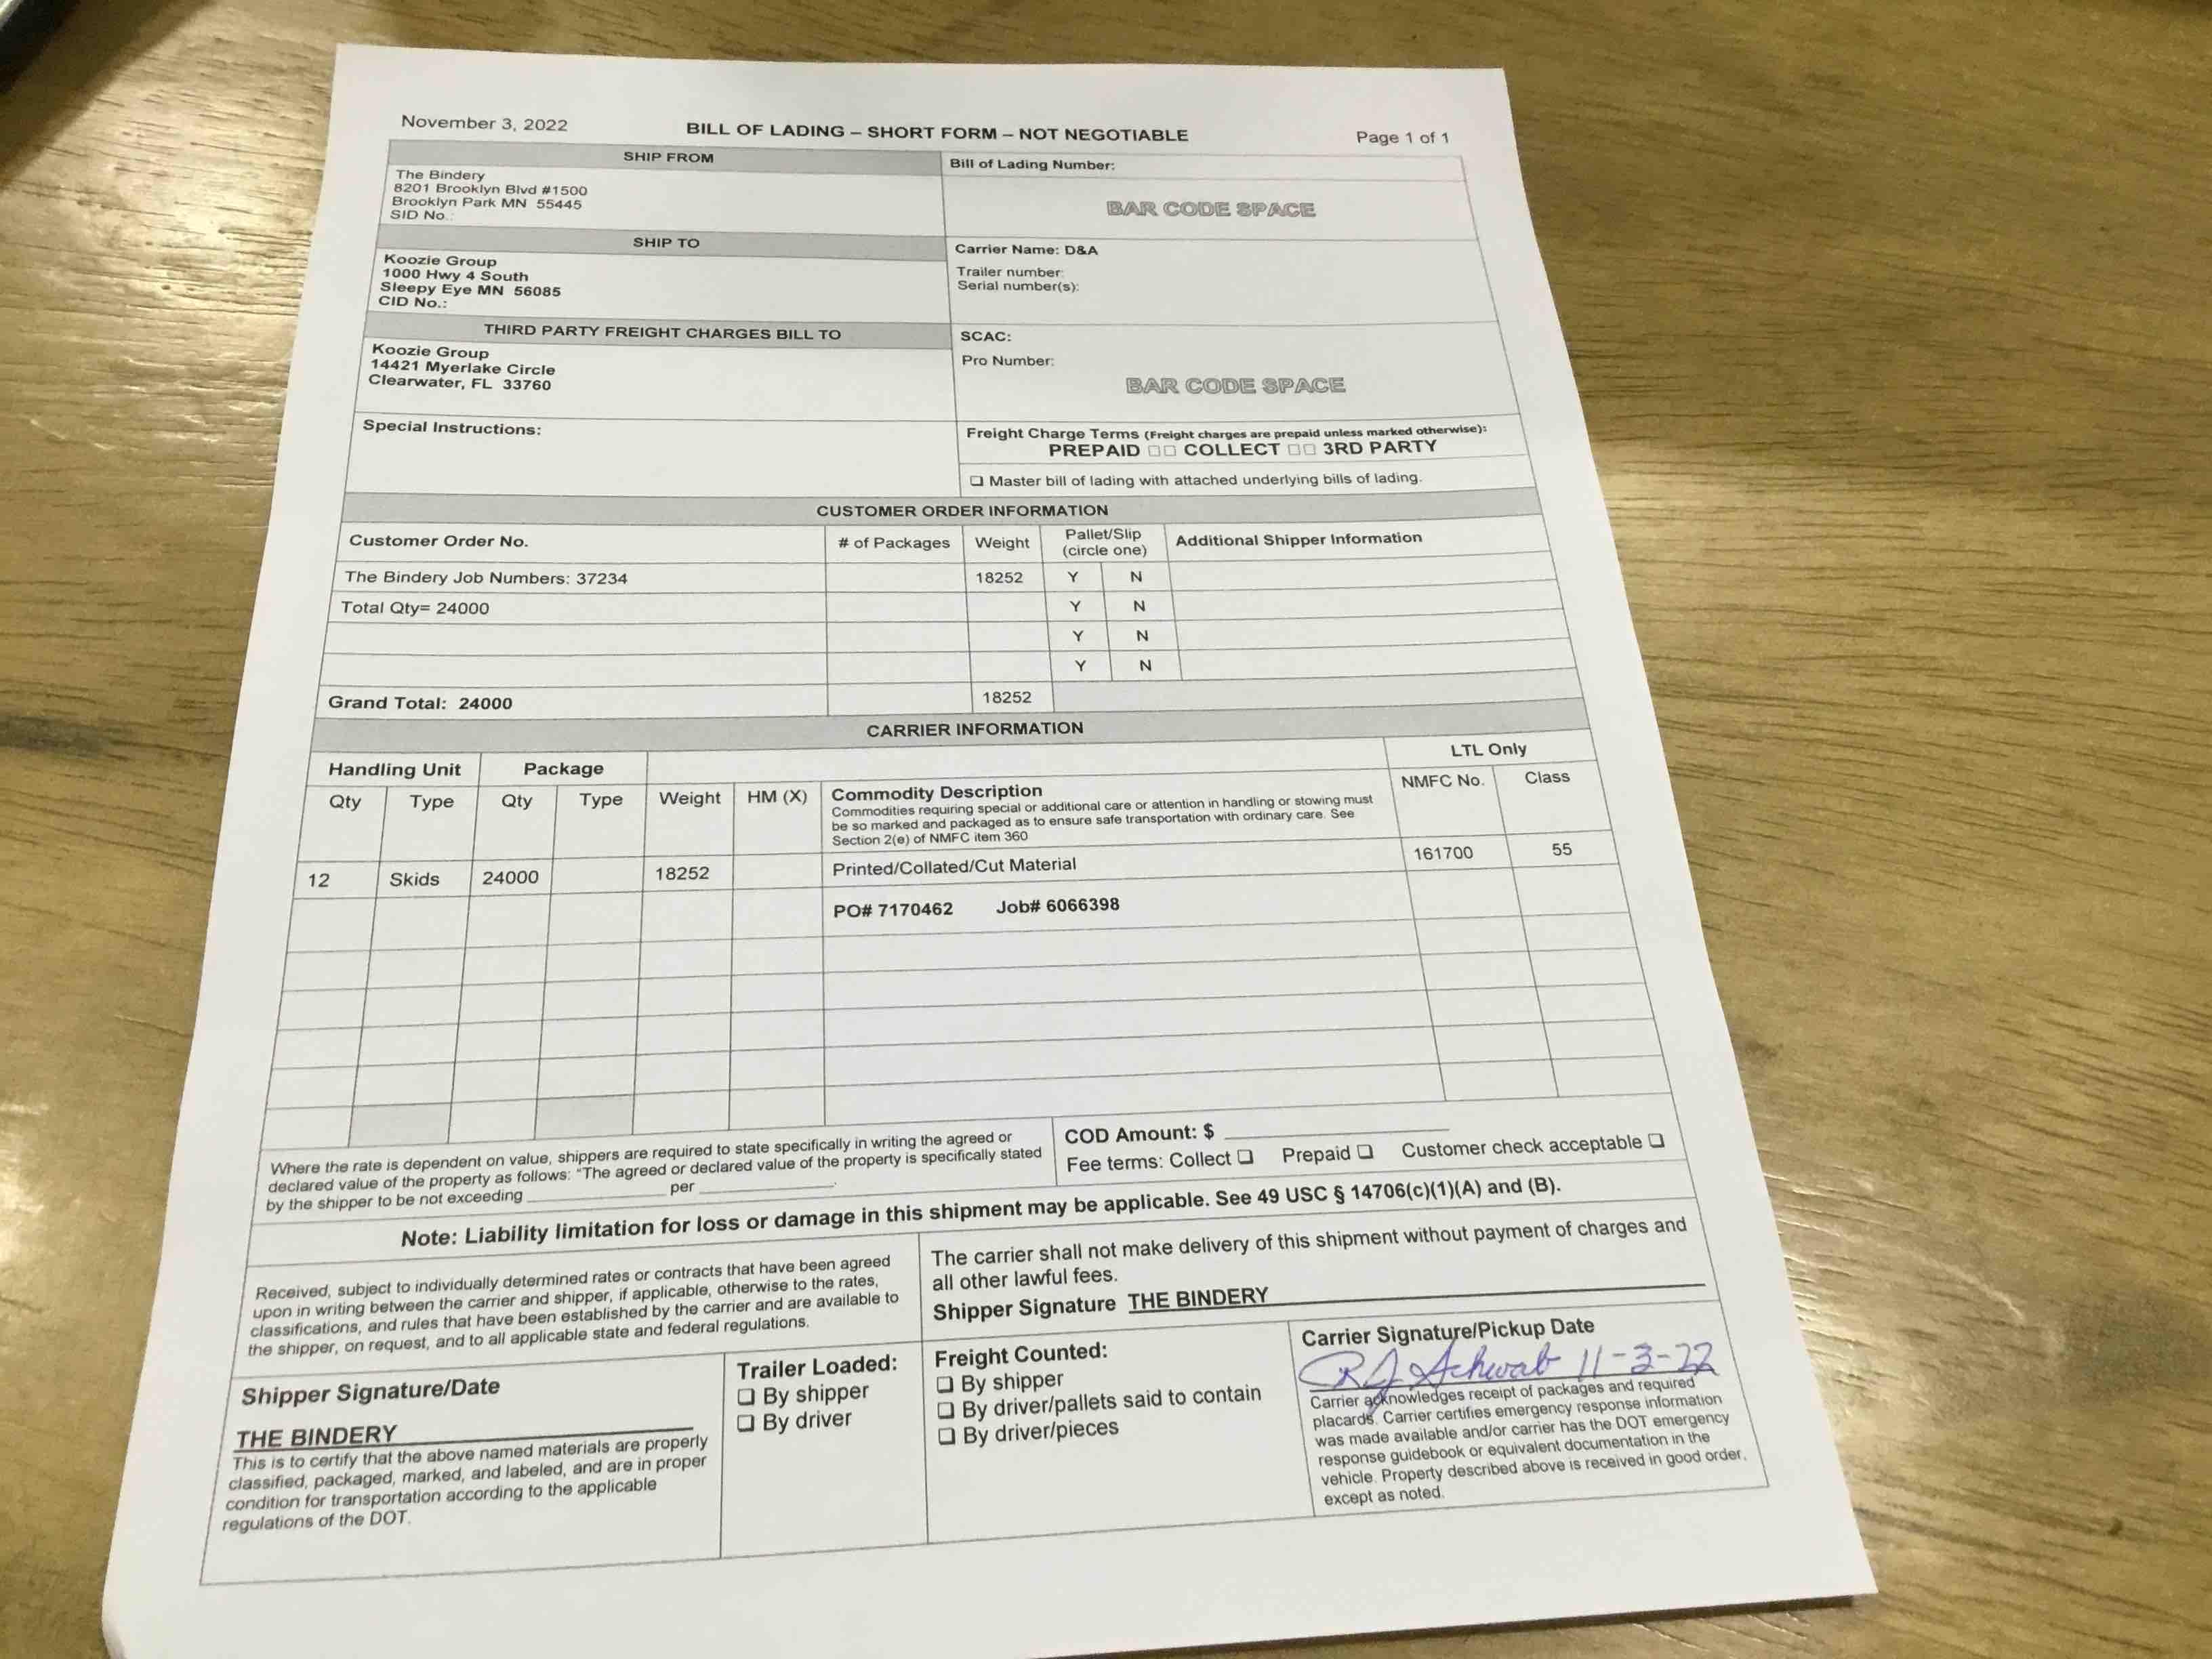 November 3, 2022
BILL OF LADING – SHORT FORM – NOT NEGOTIABLE
Page 1 of 1
SHIP FROM
The Bindery
8201 Brooklyn Blvd #1500
Brooklyn Park MN 55445
SID No.:
Bill of Lading Number:
BAR CODE SPACE
SHIP TO
Koozie Group
1000 Hwy 4 South
Sleepy Eye MN 56085
CID No.:
Carrier Name: D&A
Trailer number:
Serial number(s):
THIRD PARTY FREIGHT CHARGES BILL TO
Koozie Group
14421 Myerlake Circle
Clearwater, FL 33760
SCAC:
Pro Number:
BAR CODE SPACE
Special Instructions:
Freight Charge Terms (Freight charges are prepaid unless marked otherwise):
PREPAID ☐☐ COLLECT ☐☐ 3RD PARTY
❑ Master bill of lading with attached underlying bills of lading.
CUSTOMER ORDER INFORMATION
Customer Order No. # of Packages Weight Pallet/Slip (circle one) Additional Shipper Information
The Bindery Job Numbers: 37234 18252 Y N
Total Qty= 24000 Y N
Y N
Y N
Grand Total: 24000 18252
CARRIER INFORMATION
Handling Unit Package LTL Only
Qty Type Qty Type Weight HM (X) Commodity Description NMFC No. Class
Commodities requiring special or additional care or attention in handling or stowing must
be so marked and packaged as to ensure safe transportation with ordinary care. See
Section 2(e) of NMFC item 360
12 Skids 24000 18252 Printed/Collated/Cut Material 161700 55
PO# 7170462 Job# 6066398
Where the rate is dependent on value, shippers are required to state specifically in writing the agreed or
declared value of the property as follows: "The agreed or declared value of the property is specifically stated
by the shipper to be not exceeding ____________ per ____________.
COD Amount: $ ____________
Fee terms: Collect ❑ Prepaid ❑ Customer check acceptable ❑
Note: Liability limitation for loss or damage in this shipment may be applicable. See 49 USC § 14706(c)(1)(A) and (B).
Received, subject to individually determined rates or contracts that have been agreed
upon in writing between the carrier and shipper, if applicable, otherwise to the rates,
classifications, and rules that have been established by the carrier and are available to
the shipper, on request, and to all applicable state and federal regulations.
The carrier shall not make delivery of this shipment without payment of charges and
all other lawful fees.
Shipper Signature THE BINDERY
Shipper Signature/Date
THE BINDERY
This is to certify that the above named materials are properly
classified, packaged, marked, and labeled, and are in proper
condition for transportation according to the applicable
regulations of the DOT.
Trailer Loaded:
❑ By shipper
❑ By driver
Freight Counted:
❑ By shipper
❑ By driver/pallets said to contain
❑ By driver/pieces
Carrier Signature/Pickup Date
RJ Schwab 11-3-22
Carrier acknowledges receipt of packages and required
placards. Carrier certifies emergency response information
was made available and/or carrier has the DOT emergency
response guidebook or equivalent documentation in the
vehicle. Property described above is received in good order,
except as noted.